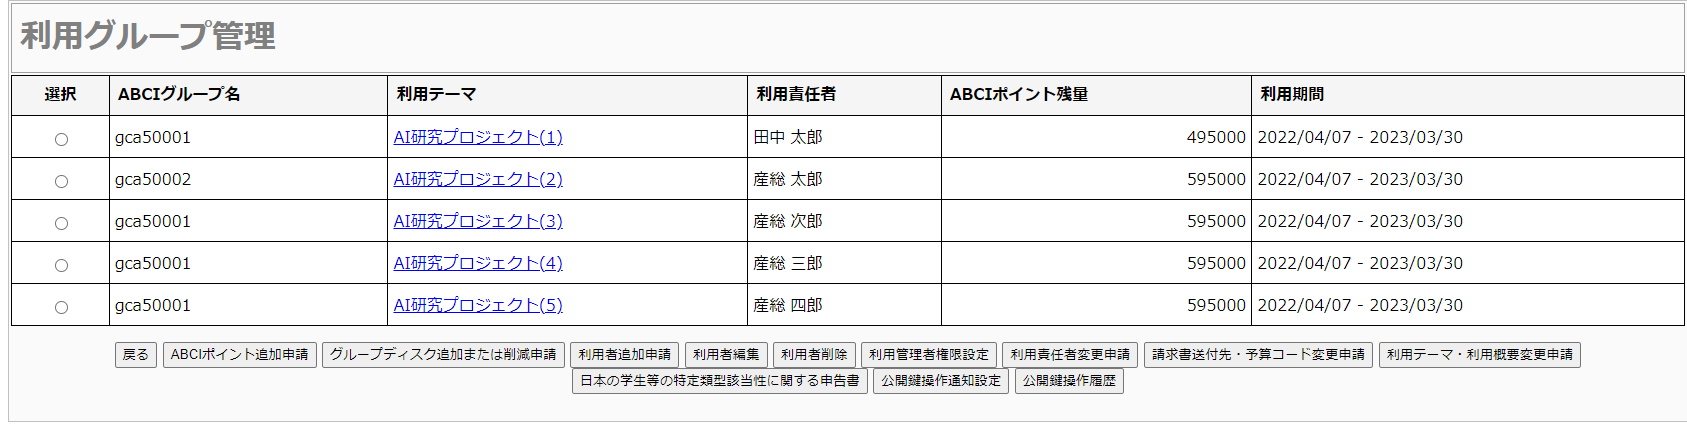 利用グループ管理
選択 ABCIグループ名 利用テーマ 利用責任者 ABCIポイント残量 利用期間
gca50001 AI研究プロジェクト(1) 田中 太郎 495000 2022/04/07 - 2023/03/30
gca50002 AI研究プロジェクト(2) 産総 太郎 595000 2022/04/07 - 2023/03/30
gca50001 AI研究プロジェクト(3) 産総 次郎 595000 2022/04/07 - 2023/03/30
gca50001 AI研究プロジェクト(4) 産総 三郎 595000 2022/04/07 - 2023/03/30
gca50001 AI研究プロジェクト(5) 産総 四郎 595000 2022/04/07 - 2023/03/30
戻る ABCIポイント追加申請 グループディスク追加または削減申請 利用者追加申請 利用者編集 利用者削除 利用管理者権限設定 利用責任者変更申請 請求書送付先・予算コード変更申請 利用テーマ・利用概要変更申請
日本の学生等の特定類型該当性に関する申告書 公開鍵操作通知設定 公開鍵操作履歴